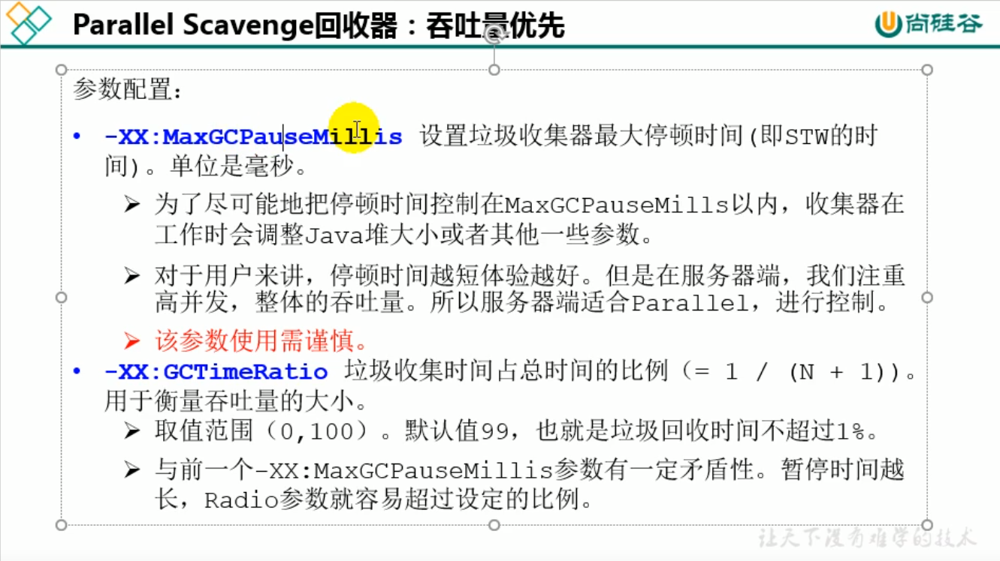 Parallel Scavenge回收器：吞吐量优先
尚硅谷
参数配置：
• -XX:MaxGCPauseMillis 设置垃圾收集器最大停顿时间(即STW的时
间)。单位是毫秒。
➢ 为了尽可能地把停顿时间控制在MaxGCPauseMills以内，收集器在
工作时会调整Java堆大小或者其他一些参数。
➢ 对于用户来讲，停顿时间越短体验越好。但是在服务器端，我们注重
高并发，整体的吞吐量。所以服务器端适合Parallel，进行控制。
➢ 该参数使用需谨慎。
• -XX:GCTimeRatio 垃圾收集时间占总时间的比例（= 1 / (N + 1)）。
用于衡量吞吐量的大小。
➢ 取值范围（0,100）。默认值99，也就是垃圾回收时间不超过1%。
➢ 与前一个-XX:MaxGCPauseMillis参数有一定矛盾性。暂停时间越
长，Radio参数就容易超过设定的比例。
让天下没有难学的技术